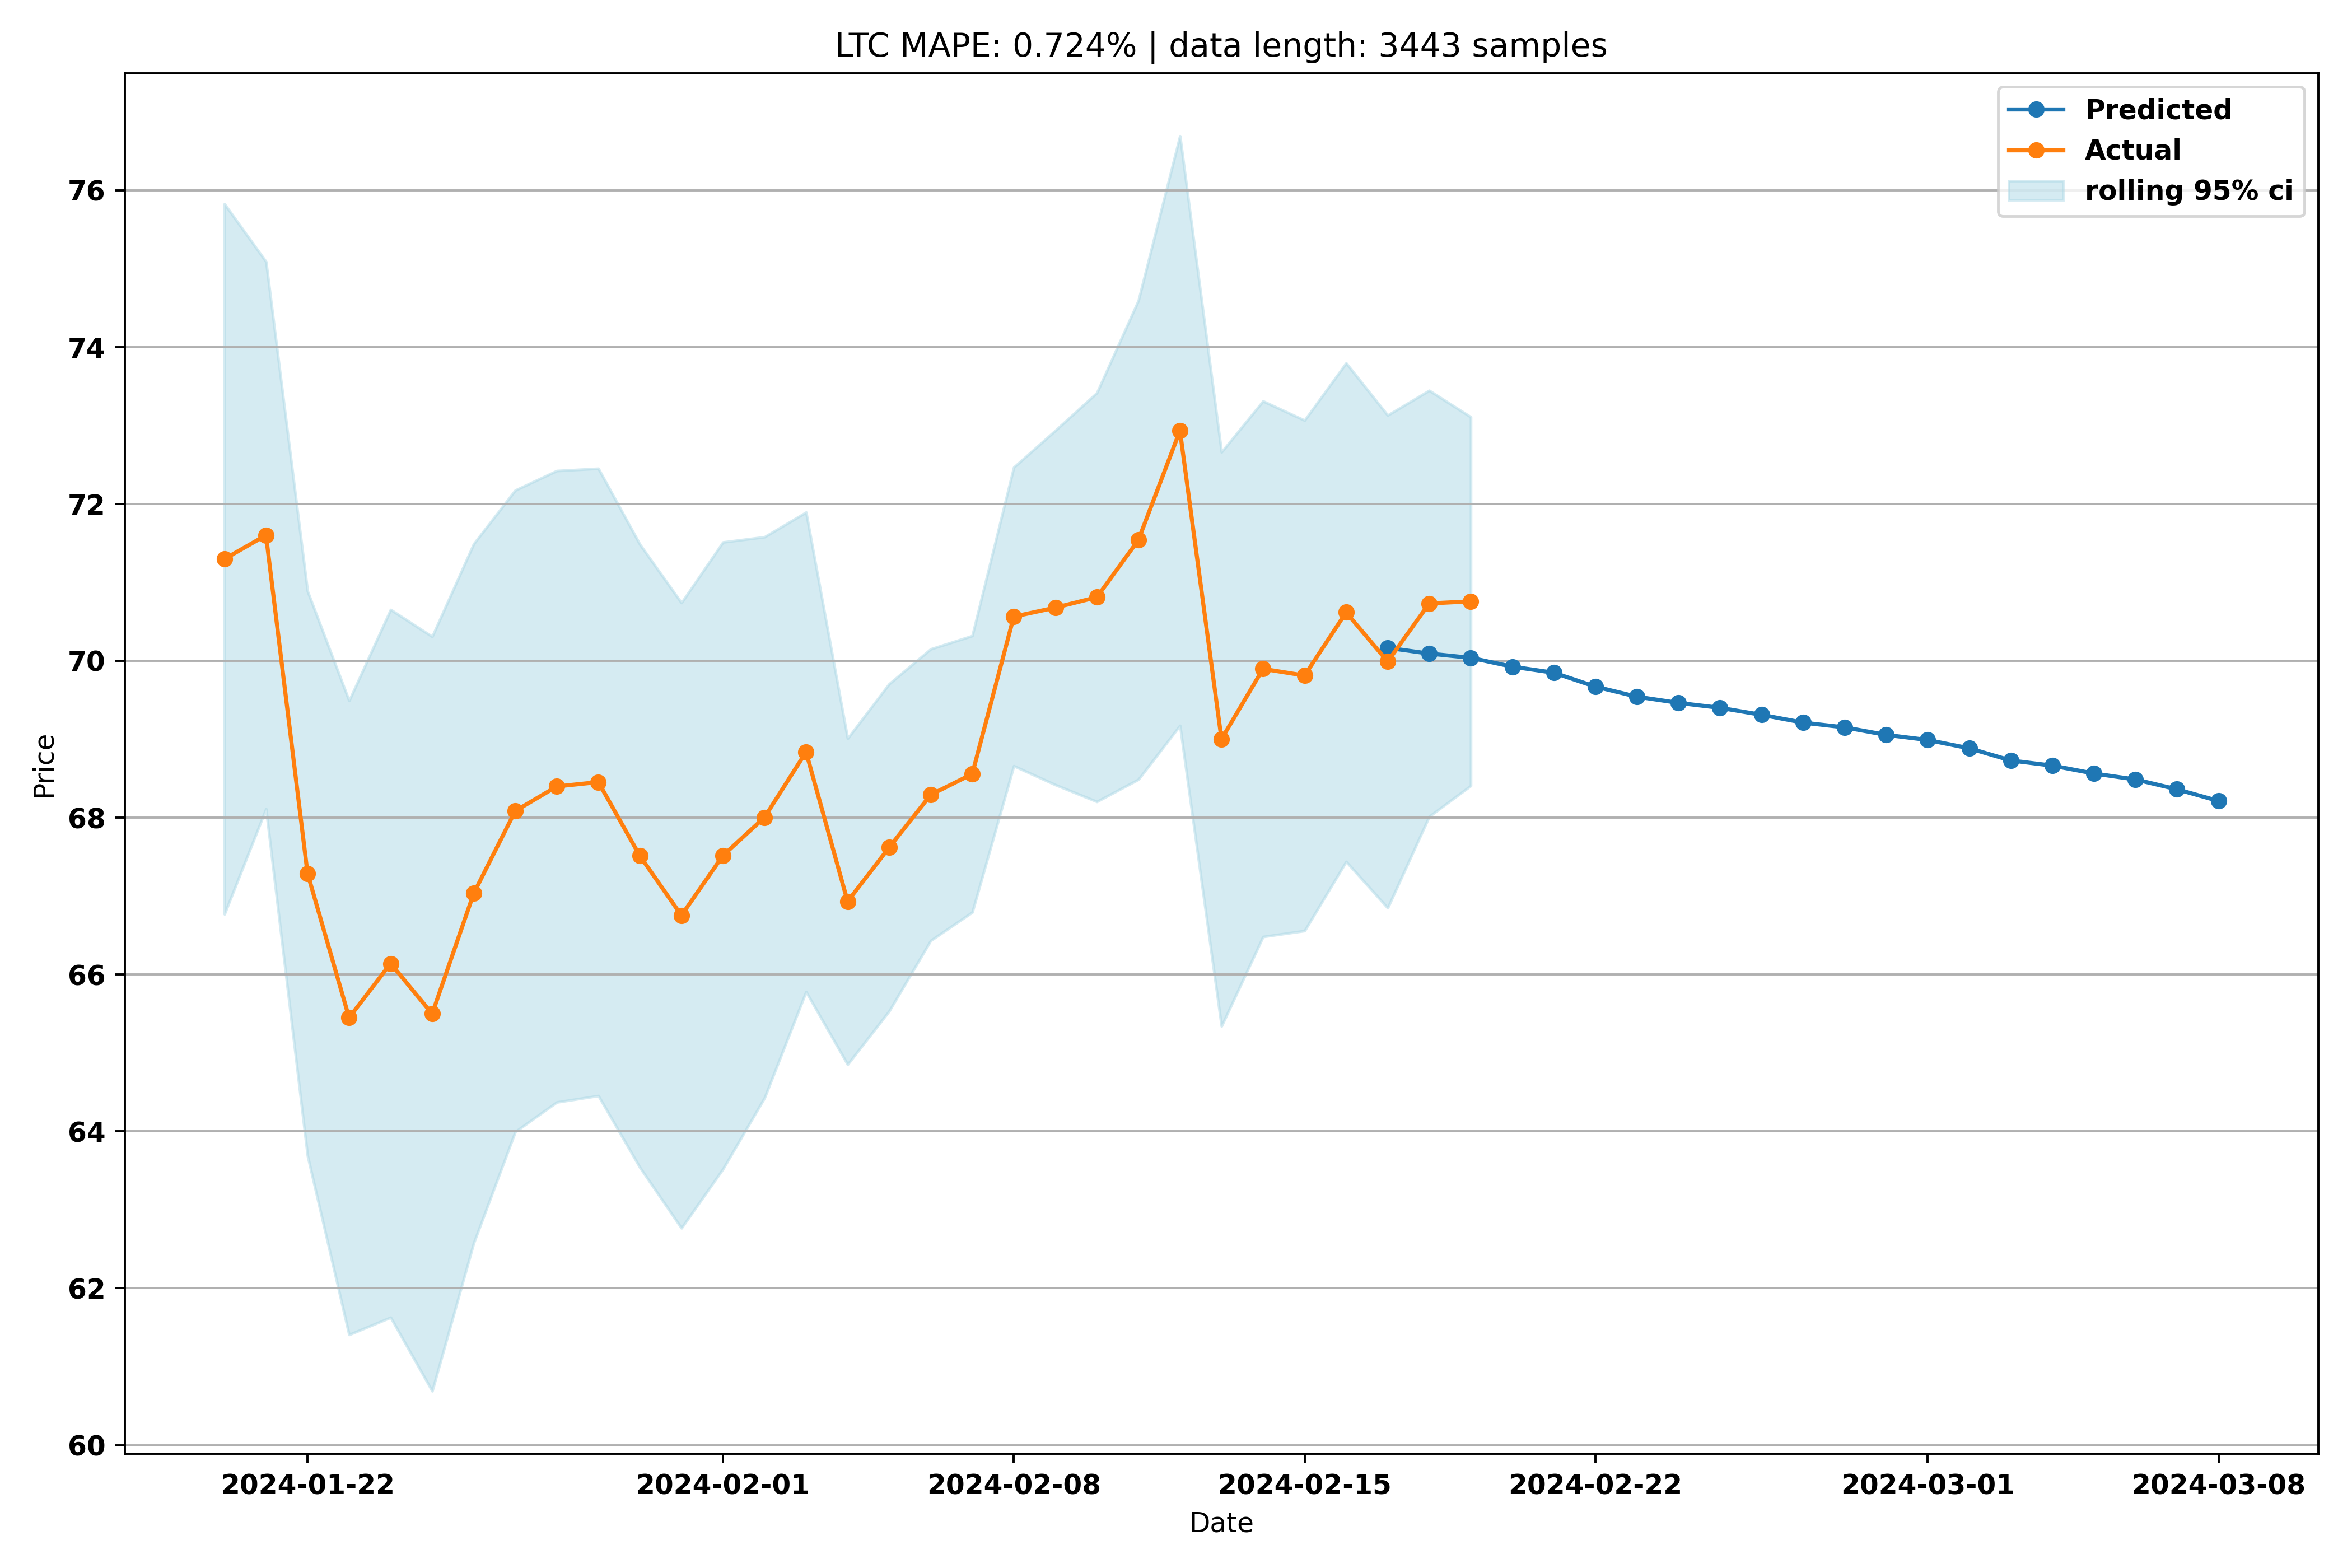 LTC MAPE: 0.724% | data length: 3443 samples
Predicted
Actual
rolling 95% ci
76
74
72
70
68
66
64
62
60
Price
2024-01-22
2024-02-01
2024-02-08
2024-02-15
2024-02-22
2024-03-01
2024-03-08
Date